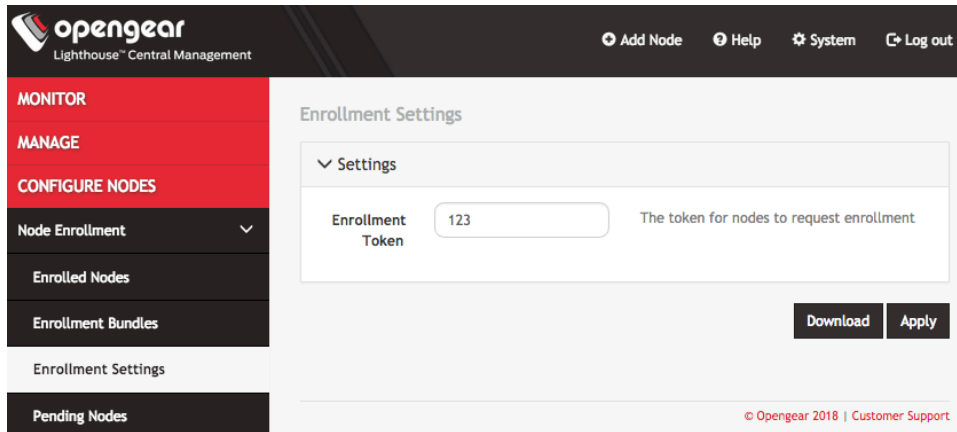 opengear
Lighthouse™ Central Management
Add Node
Help
System
Log out
MONITOR
MANAGE
CONFIGURE NODES
Node Enrollment
Enrolled Nodes
Enrollment Bundles
Enrollment Settings
Pending Nodes
Enrollment Settings
Settings
Enrollment
Token
123
The token for nodes to request enrollment
Download
Apply
© Opengear 2018 | Customer Support